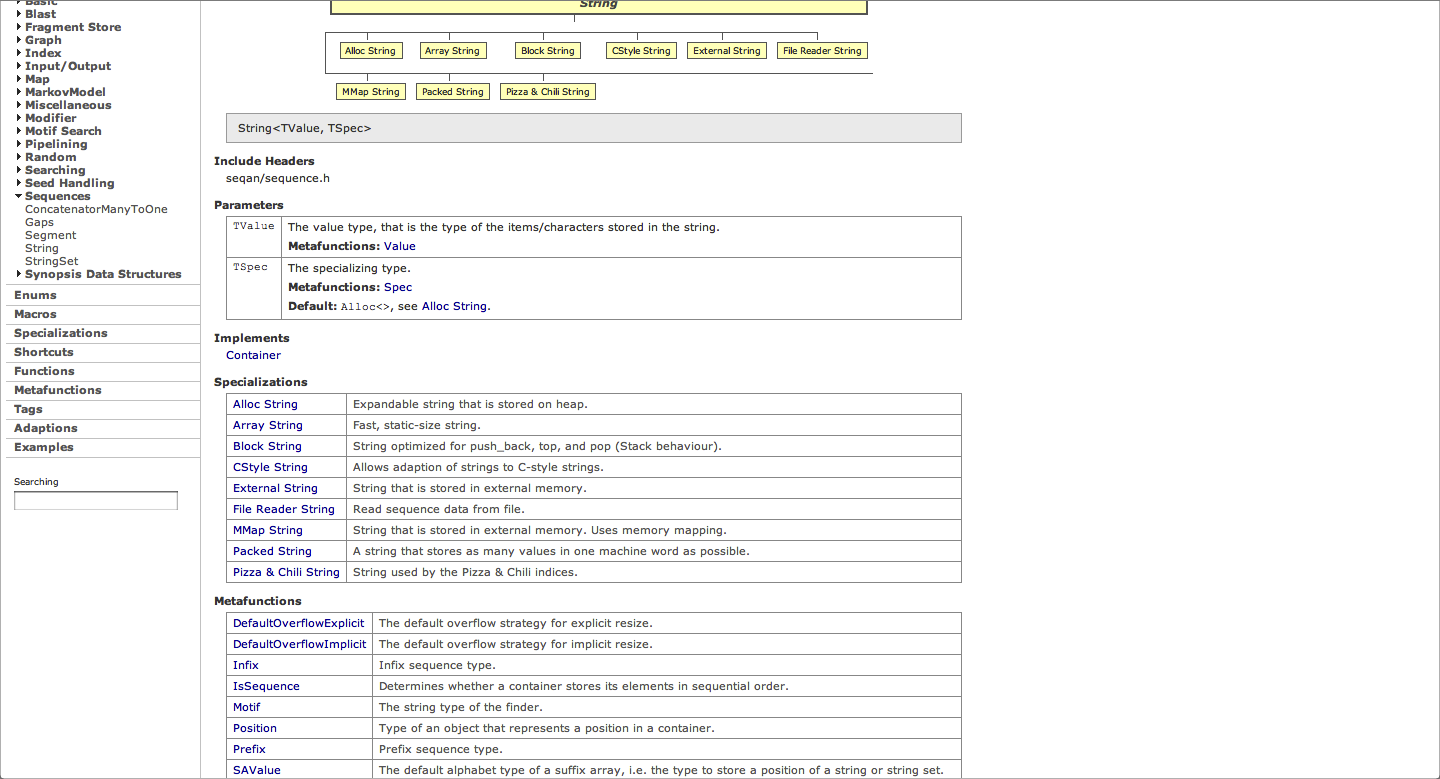 Basic
Blast
Fragment Store
Graph
Index
Input/Output
Map
MarkovModel
Miscellaneous
Modifier
Motif Search
Pipelining
Random
Searching
Seed Handling
Sequences
ConcatenatorManyToOne
Gaps
Segment
String
StringSet
Synopsis Data Structures
Enums
Macros
Specializations
Shortcuts
Functions
Metafunctions
Tags
Adaptions
Examples
Searching
String
Alloc String Array String Block String CStyle String External String File Reader String
MMap String Packed String Pizza & Chili String
String<TValue, TSpec>
Include Headers
seqan/sequence.h
Parameters
TValue The value type, that is the type of the items/characters stored in the string.
Metafunctions: Value
TSpec The specializing type.
Metafunctions: Spec
Default: Alloc<>, see Alloc String.
Implements
Container
Specializations
Alloc String Expandable string that is stored on heap.
Array String Fast, static-size string.
Block String String optimized for push_back, top, and pop (Stack behaviour).
CStyle String Allows adaption of strings to C-style strings.
External String String that is stored in external memory.
File Reader String Read sequence data from file.
MMap String String that is stored in external memory. Uses memory mapping.
Packed String A string that stores as many values in one machine word as possible.
Pizza & Chili String String used by the Pizza & Chili indices.
Metafunctions
DefaultOverflowExplicit The default overflow strategy for explicit resize.
DefaultOverflowImplicit The default overflow strategy for implicit resize.
Infix Infix sequence type.
IsSequence Determines whether a container stores its elements in sequential order.
Motif The string type of the finder.
Position Type of an object that represents a position in a container.
Prefix Prefix sequence type.
SAValue The default alphabet type of a suffix array, i.e. the type to store a position of a string or string set.